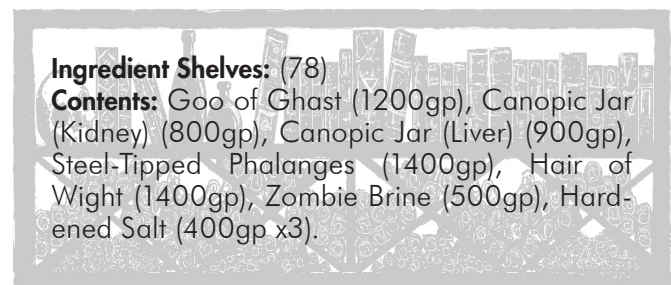 Ingredient Shelves: (78)
Contents: Goo of Ghast (1200gp), Canopic Jar
(Kidney) (800gp), Canopic Jar (Liver) (900gp),
Steel-Tipped Phalanges (1400gp), Hair of
Wight (1400gp), Zombie Brine (500gp), Hard-
ened Salt (400gp x3).